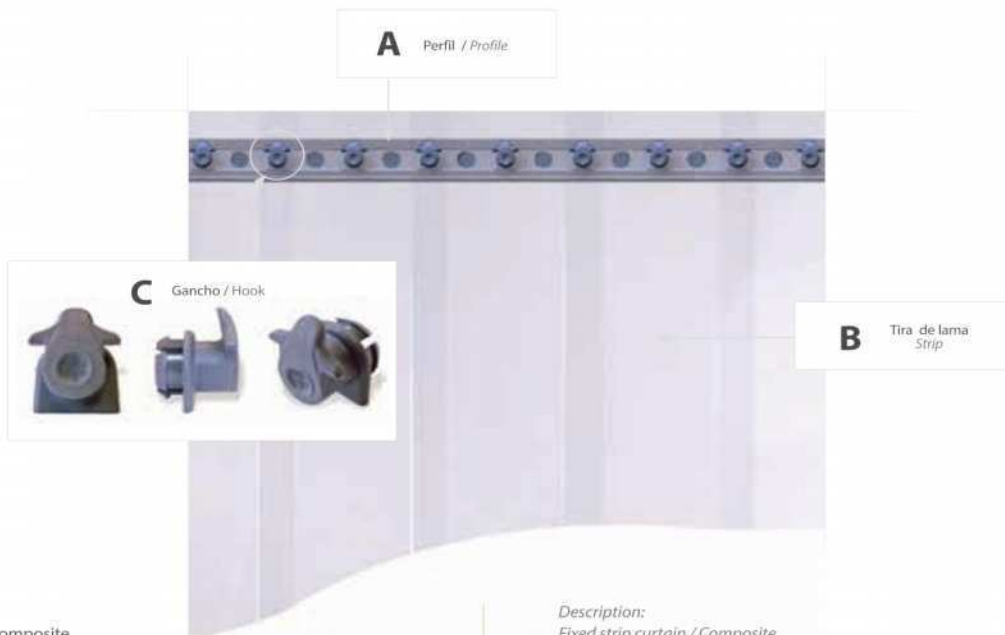 A Perfil / Profile
C Gancho / Hook
B Tira de lama
Strip
omposite
Description:
Fixed strip curtain / Composite